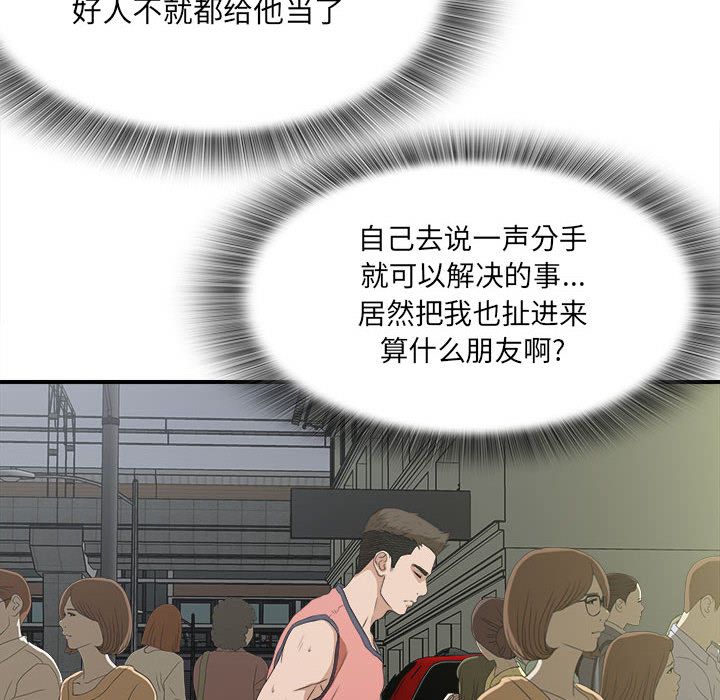 好人不就都给他当了
自己去说一声分手
就可以解决的事...
居然把我也扯进来
算什么朋友啊?